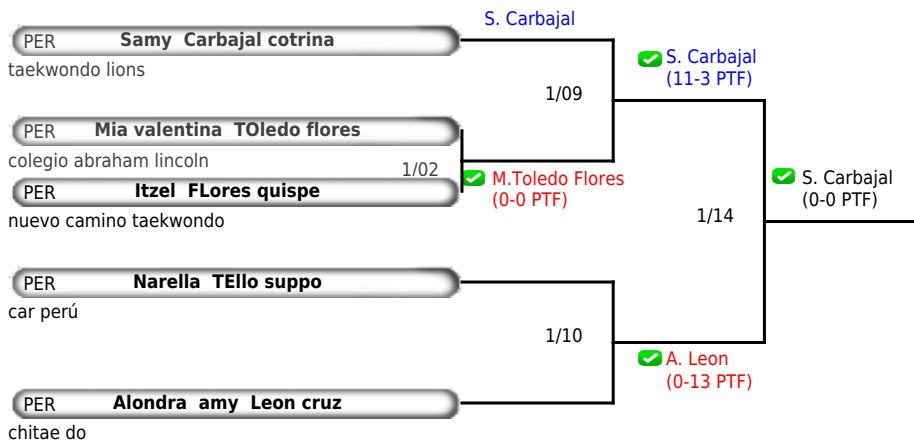 S. Carbajal
PER Samy Carbajal cotrina
taekwondo lions
S. Carbajal
(11-3 PTF)
1/09
PER Mia valentina TOledo flores
colegio abraham lincoln
1/02
M.Toledo Flores
(0-0 PTF)
PER Itzel FLores quispe
nuevo camino taekwondo
S. Carbajal
(0-0 PTF)
1/14
PER Narella TEllo suppo
car perú
1/10
A. Leon
(0-13 PTF)
PER Alondra amy Leon cruz
chitae do